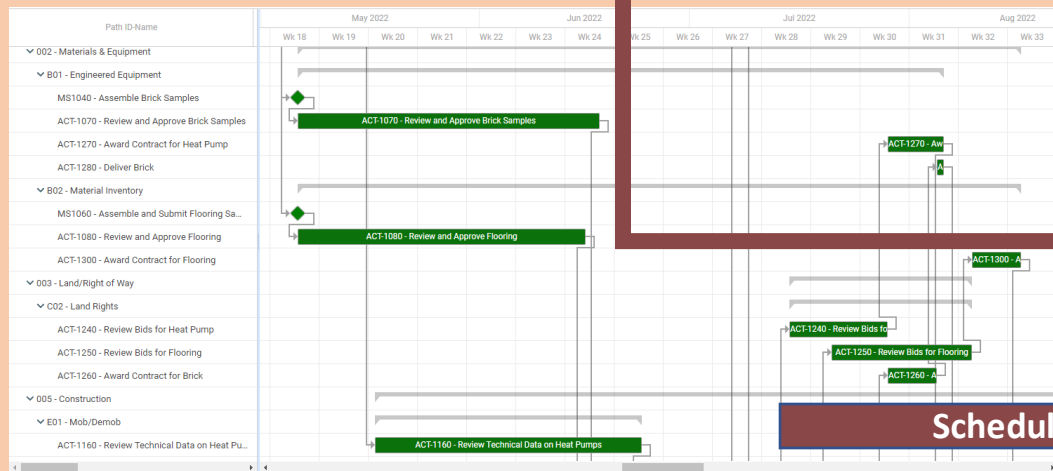 Path ID-Name
May 2022 Jun 2022 Jul 2022 Aug 2022
Wk 18 Wk 19 Wk 20 Wk 21 Wk 22 Wk 23 Wk 24 Wk 25 Wk 26 Wk 27 Wk 28 Wk 29 Wk 30 Wk 31 Wk 32 Wk 33
002 - Materials & Equipment
B01 - Engineered Equipment
MS1040 - Assemble Brick Samples
ACT-1070 - Review and Approve Brick Samples ACT-1070 - Review and Approve Brick Samples
ACT-1270 - Award Contract for Heat Pump ACT-1270 - Aw
ACT-1280 - Deliver Brick A
B02 - Material Inventory
MS1060 - Assemble and Submit Flooring Sa...
ACT-1080 - Review and Approve Flooring ACT-1080 - Review and Approve Flooring
ACT-1300 - Award Contract for Flooring ACT-1300 - A
003 - Land/Right of Way
C02 - Land Rights
ACT-1240 - Review Bids for Heat Pump ACT-1240 - Review Bids fo
ACT-1250 - Review Bids for Flooring ACT-1250 - Review Bids for Flooring
ACT-1260 - Award Contract for Brick ACT-1260 - A
005 - Construction
E01 - Mob/Demob
Schedul
ACT-1160 - Review Technical Data on Heat Pu... ACT-1160 - Review Technical Data on Heat Pumps